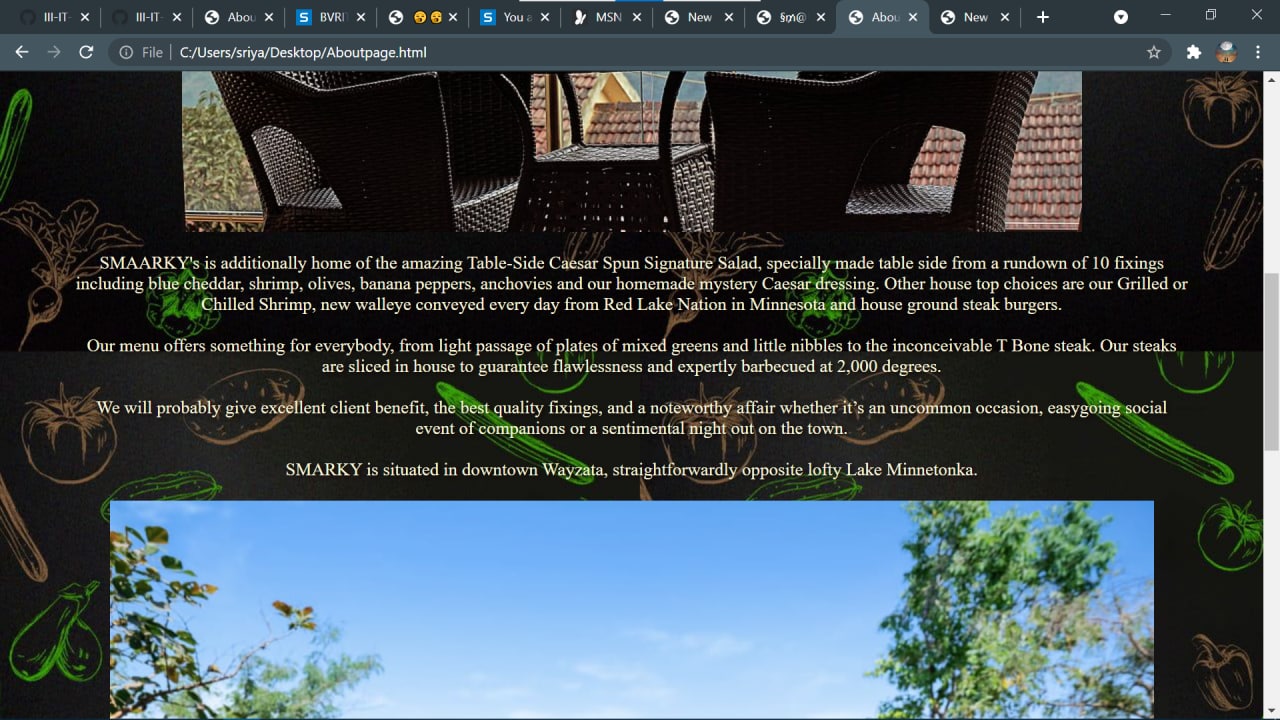 III-IT-
III-IT-
Abou
BVRIT
😵😵
You a
MSN
New
§ɱ@
Abou
New
File
C:/Users/sriya/Desktop/Aboutpage.html
SMAARKY's is additionally home of the amazing Table-Side Caesar Spun Signature Salad, specially made table side from a rundown of 10 fixings
including blue cheddar, shrimp, olives, banana peppers, anchovies and our homemade mystery Caesar dressing. Other house top choices are our Grilled or
Chilled Shrimp, new walleye conveyed every day from Red Lake Nation in Minnesota and house ground steak burgers.
Our menu offers something for everybody, from light passage of plates of mixed greens and little nibbles to the inconceivable T Bone steak. Our steaks
are sliced in house to guarantee flawlessness and expertly barbecued at 2,000 degrees.
We will probably give excellent client benefit, the best quality fixings, and a noteworthy affair whether it’s an uncommon occasion, easygoing social
event of companions or a sentimental night out on the town.
SMARKY is situated in downtown Wayzata, straightforwardly opposite lofty Lake Minnetonka.